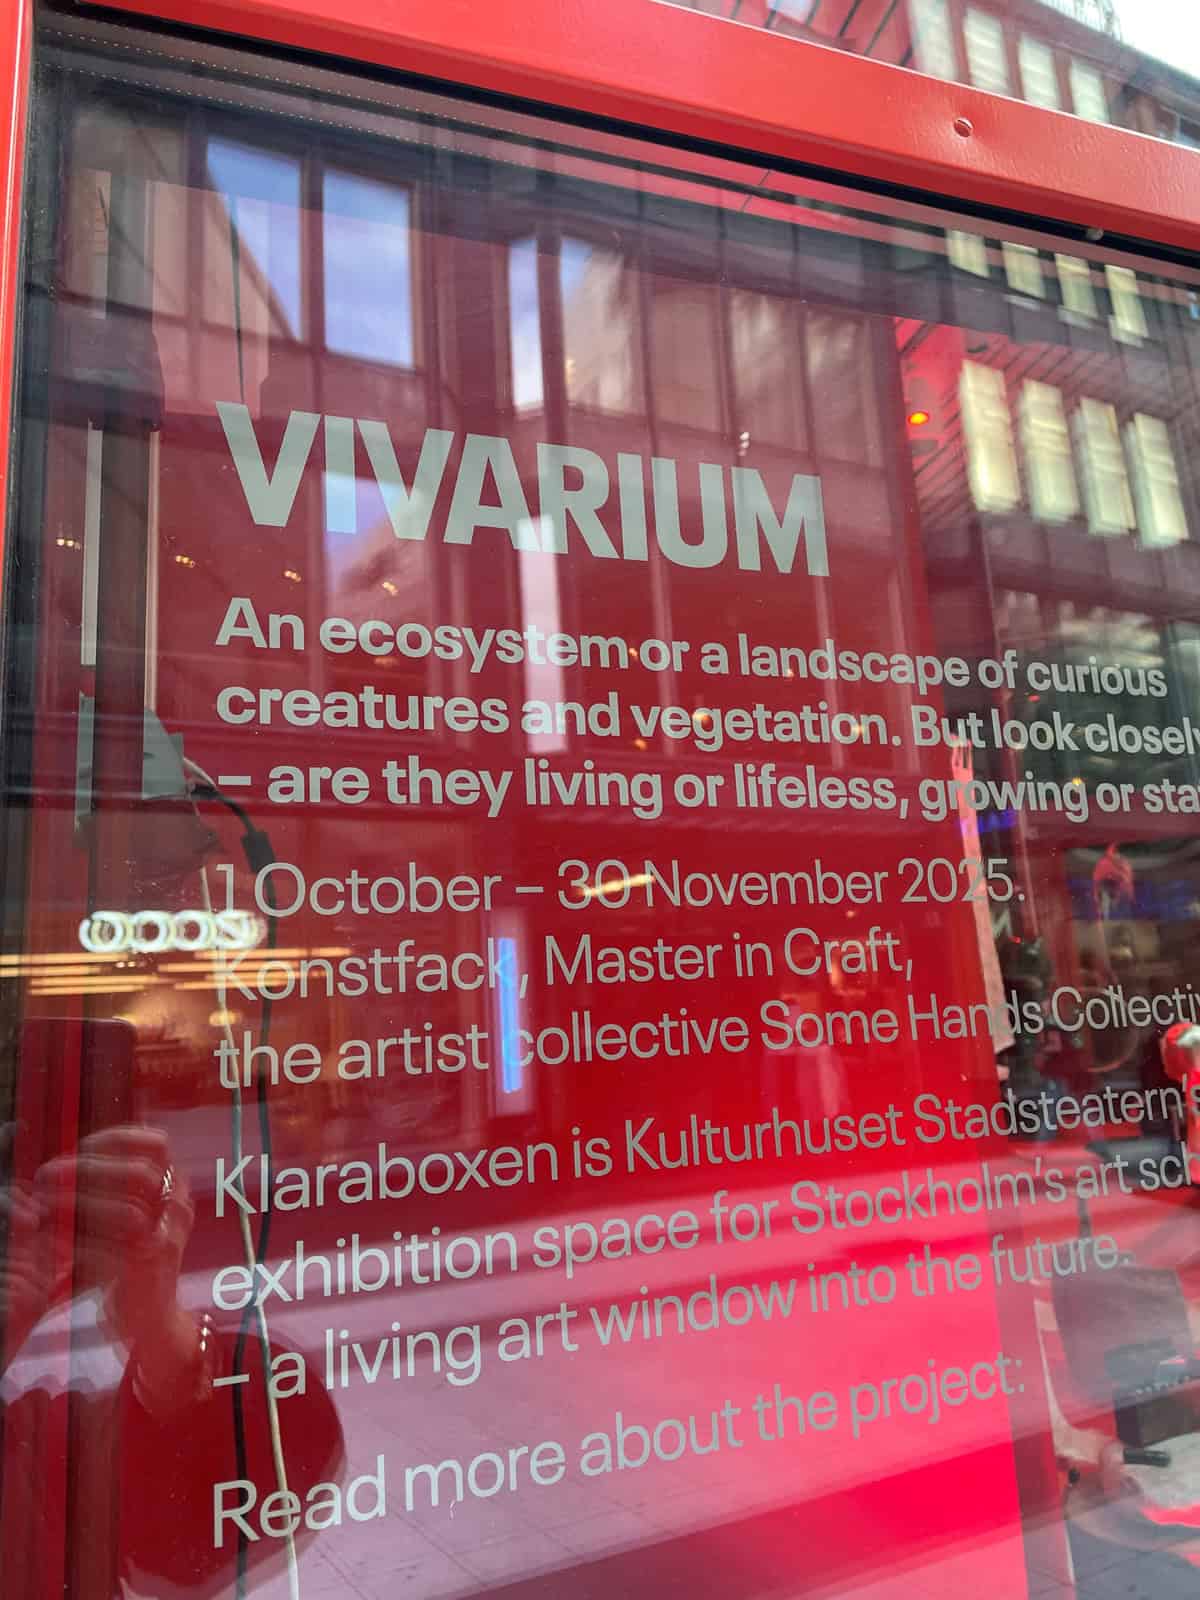 VIVARIUM
An ecosystem or a landscape of curious
creatures and vegetation. But look closely
– are they living or lifeless, growing or
1 October – 30 November 2025.
Konstfack, Master in Craft,
the artist collective Some Hands
Klaraboxen is Kulturhuset Stadsteatern's
exhibition space for Stockholm's art
– a living art window into the future.
Read more about the project: